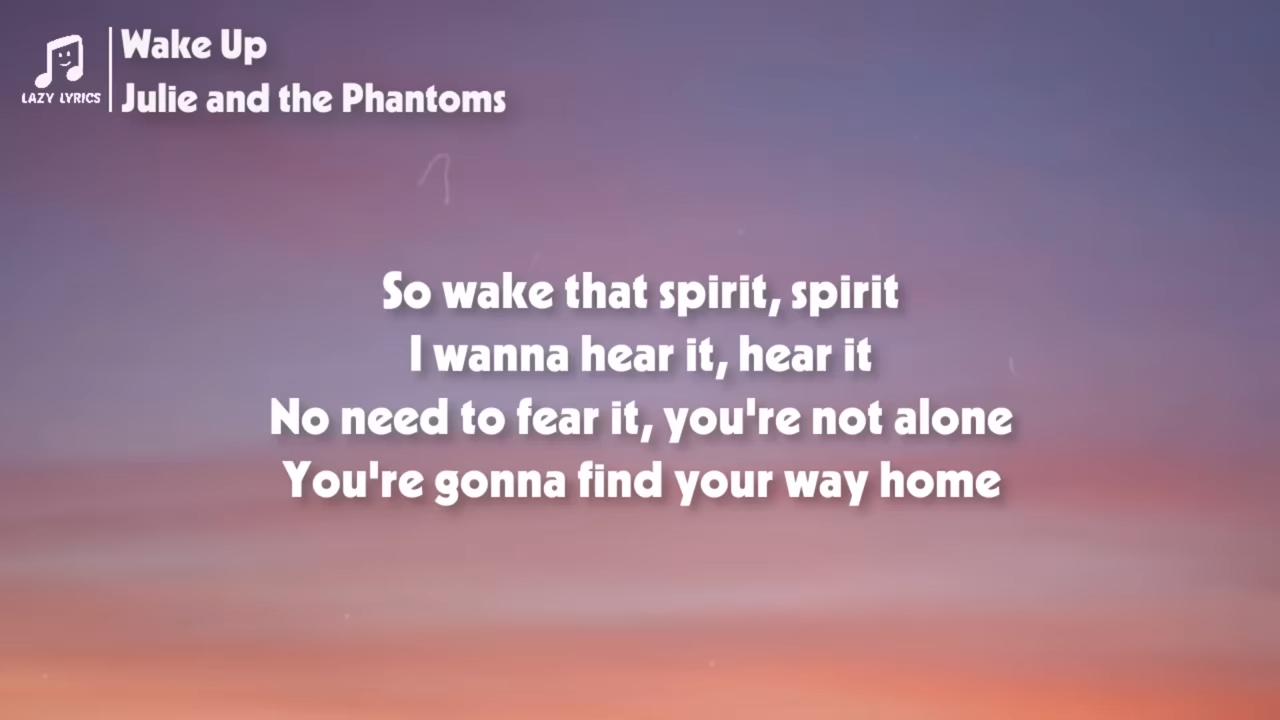 Wake Up
LAZY LYRICS
Julie and the Phantoms
So wake that spirit, spirit
I wanna hear it, hear it
No need to fear it, you're not alone
You're gonna find your way home